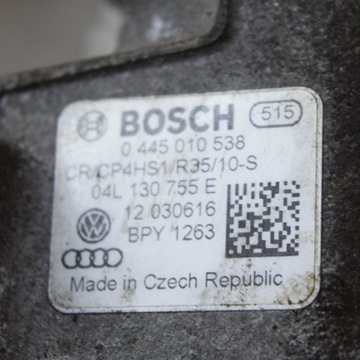 BOSCH 515
0 445 010 538
CR/CP4HS1/R35/10-S
04L 130 755 E
12 030616
BPY 1263
Made in Czech Republic